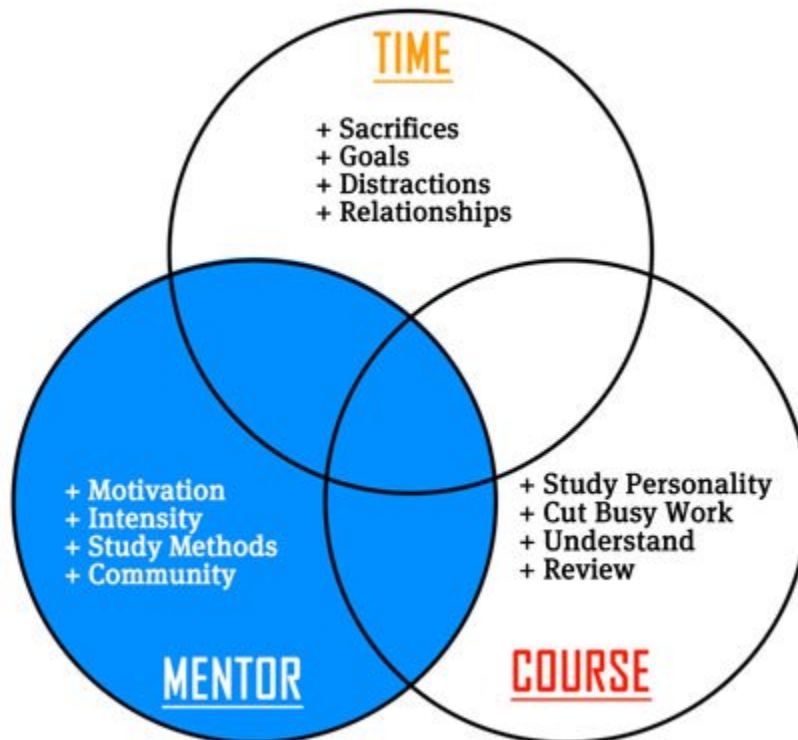 TIME
+ Sacrifices
+ Goals
+ Distractions
+ Relationships
+ Motivation
+ Intensity
+ Study Methods
+ Community
MENTOR
+ Study Personality
+ Cut Busy Work
+ Understand
+ Review
COURSE